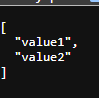 [
"value1",
"value2"
]